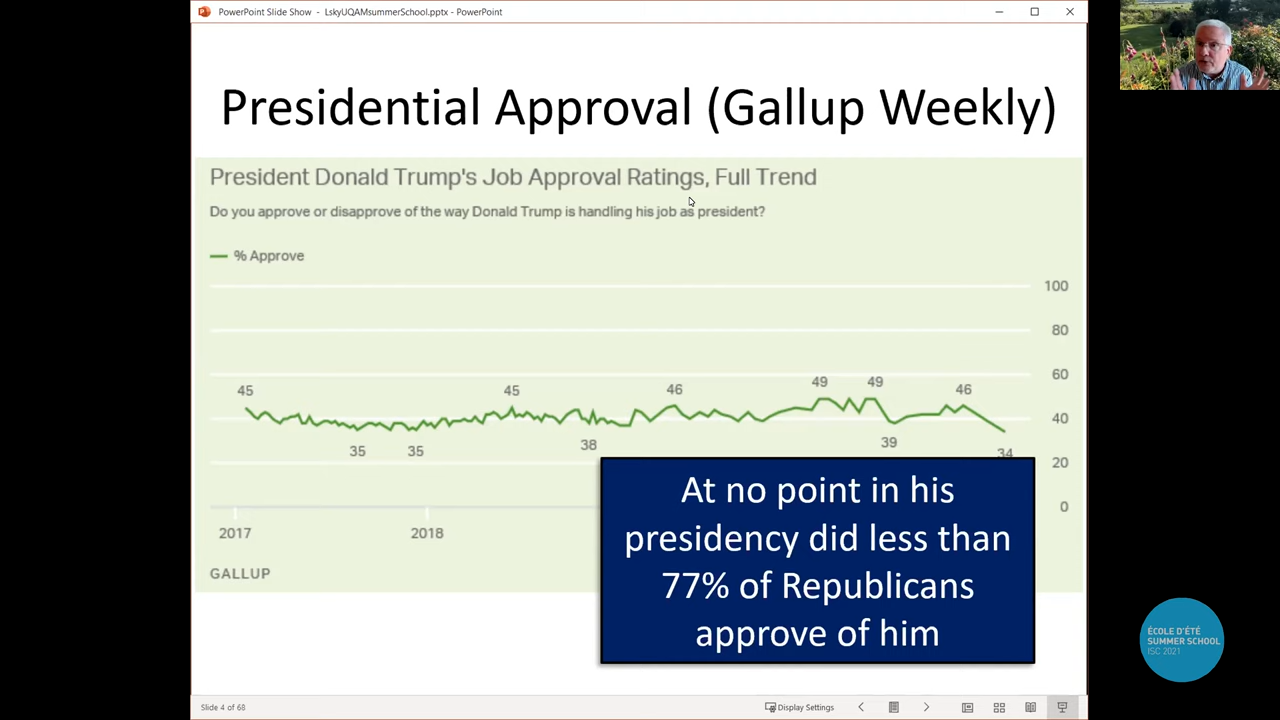 PowerPoint Slide Show - LskyUQAMsummerSchool.pptx - PowerPoint
Presidential Approval (Gallup Weekly)
President Donald Trump's Job Approval Ratings, Full Trend
Do you approve or disapprove of the way Donald Trump is handling his job as president?
% Approve
100
80
60
40
20
0
45
35
35
45
38
46
49
49
39
46
34
2017
2018
GALLUP
At no point in his
presidency did less than
77% of Republicans
approve of him
ÉCOLE D'ÉTÉ
SUMMER SCHOOL
ISC 2021
Slide 4 of 68
Display Settings